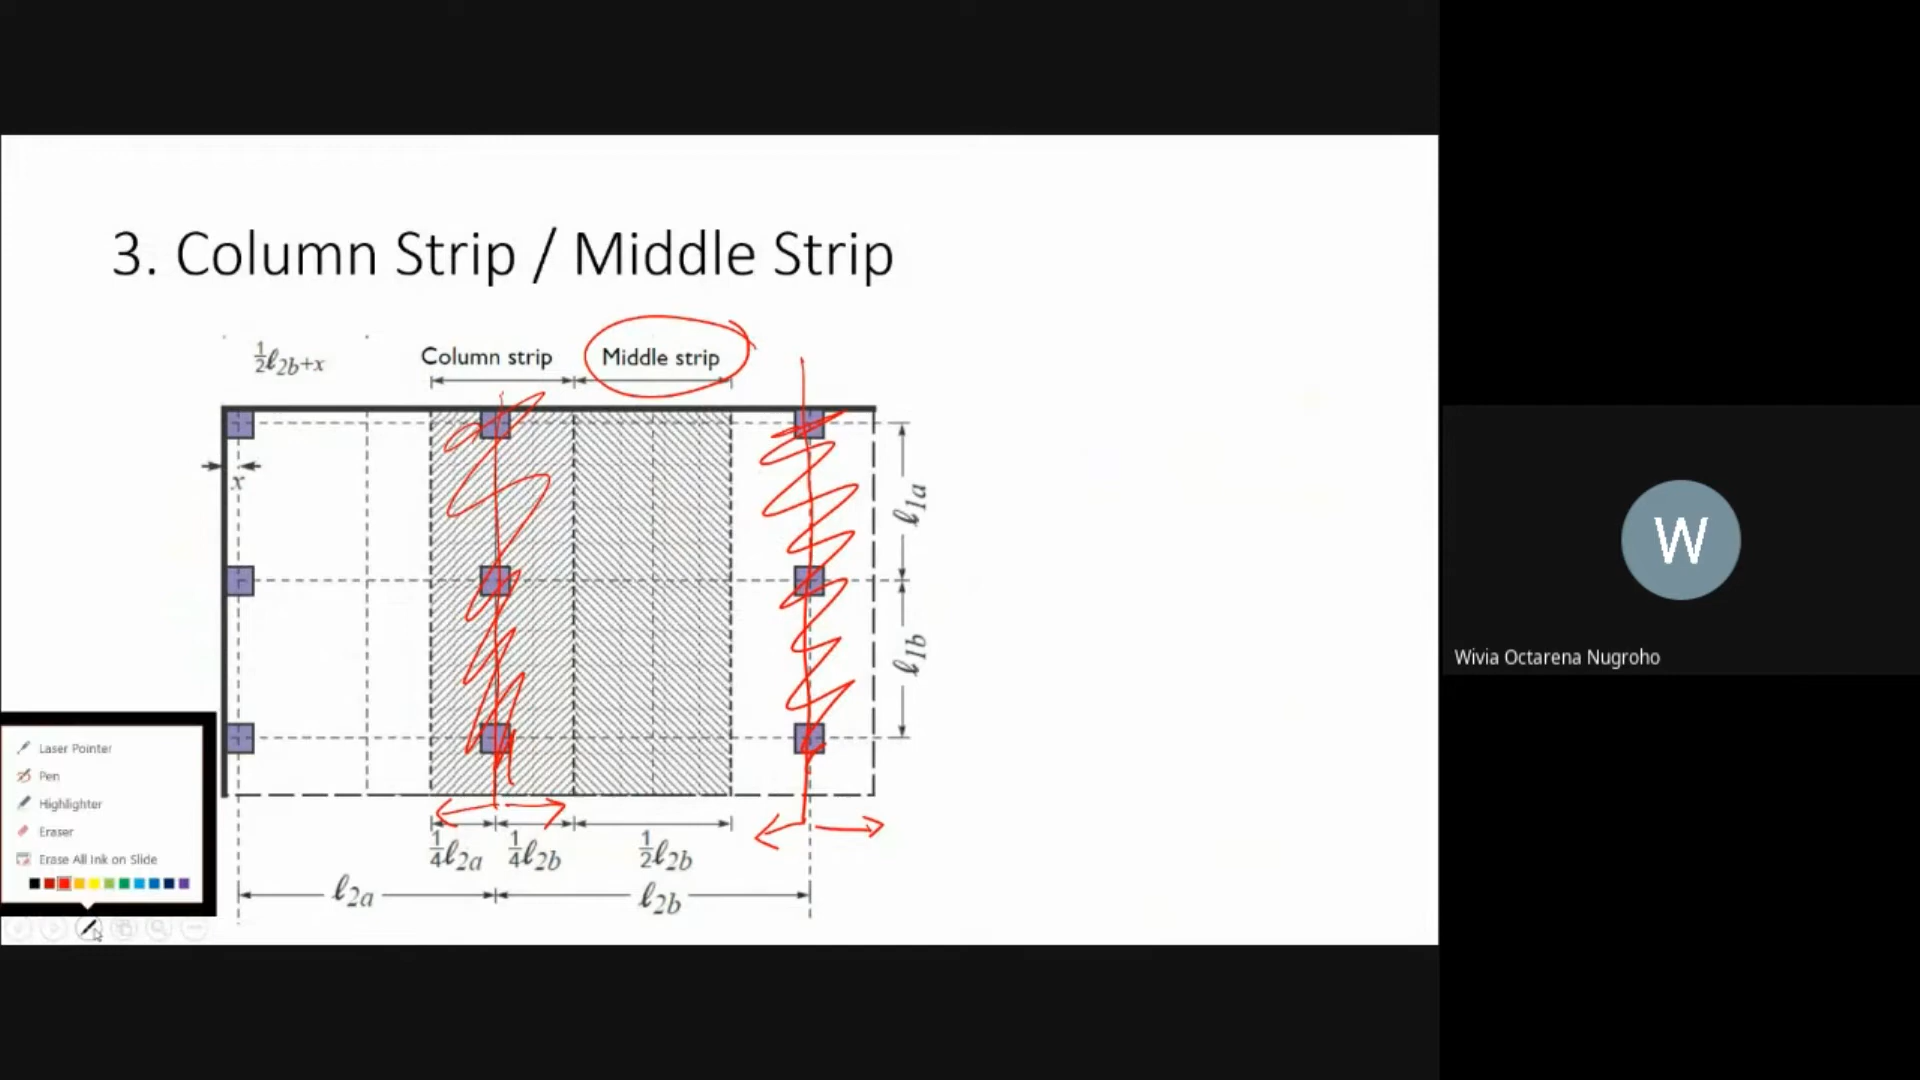 3. Column Strip / Middle Strip
½ℓ2b+x
Column strip
Middle strip
x
ℓ1a
ℓ1b
¼ℓ2a
¼ℓ2b
½ℓ2b
ℓ2a
ℓ2b
Laser Pointer
Pen
Highlighter
Eraser
Erase All Ink on Slide
W
Wivia Octarena Nugroho